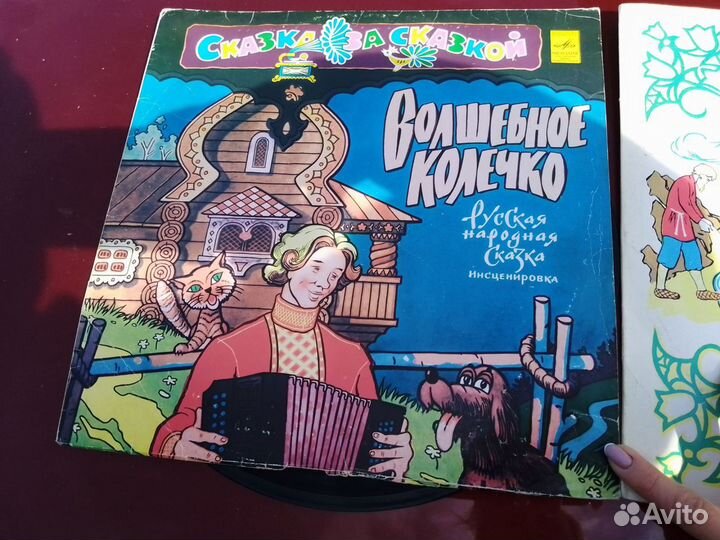 Сказка за сказкой
Волшебное
колечко
Русская
народная
сказка
Инсценировка
Avito